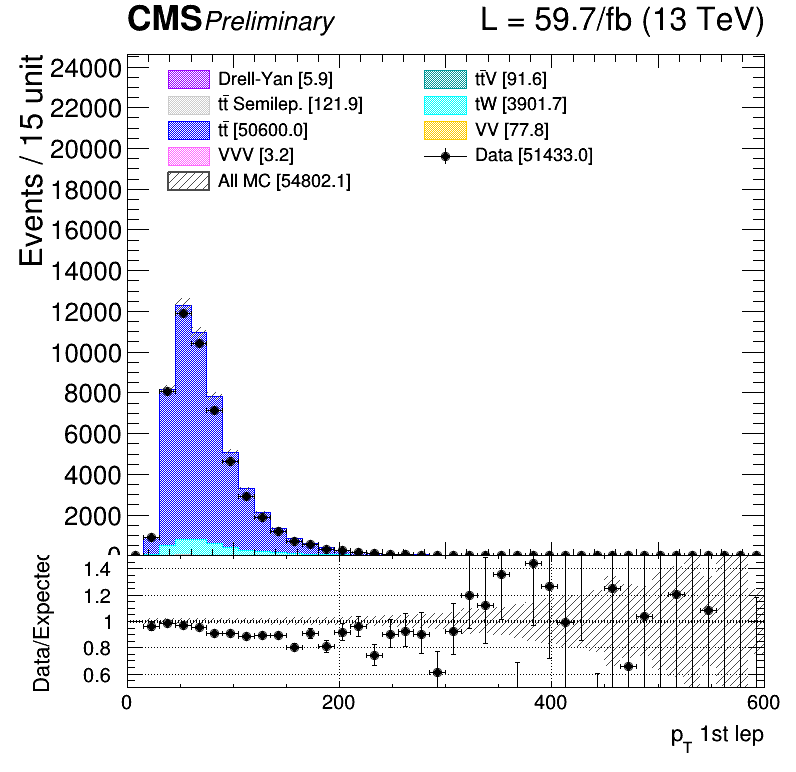 CMS Preliminary L = 59.7/fb (13 TeV)
Events / 15 unit
24000
22000
20000
18000
16000
14000
12000
10000
8000
6000
4000
2000
0
Drell-Yan [5.9]
tt̄ Semilep. [121.9]
tt̄ [50600.0]
VVV [3.2]
All MC [54802.1]
tt̄V [91.6]
tW [3901.7]
VV [77.8]
Data [51433.0]
Data/Expected
1.4
1.2
1
0.8
0.6
0 200 400 600
p_T 1st lep